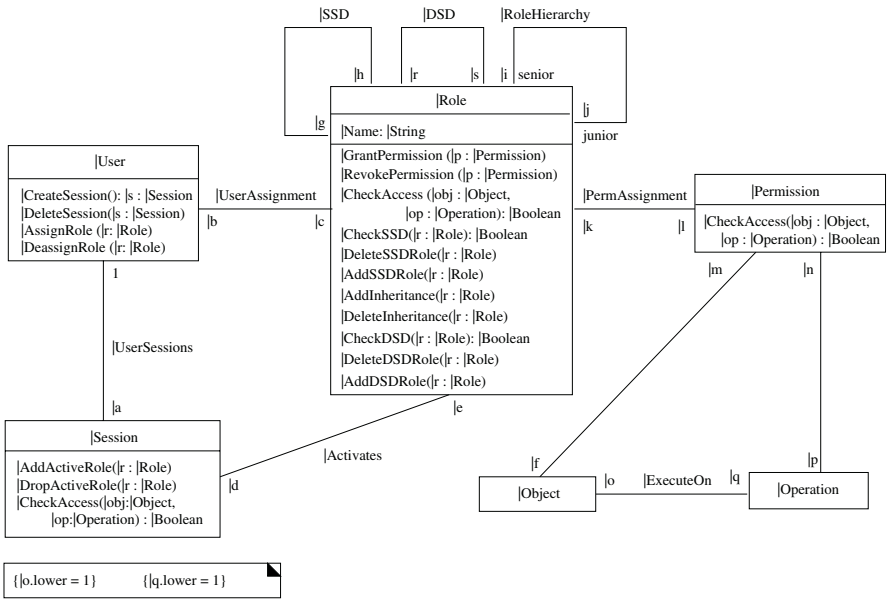 |SSD
|DSD
|RoleHierarchy
|h
|r
|s
|i
senior
|g
|j
junior
|Role
|Name: |String
|GrantPermission (|p : |Permission)
|RevokePermission (|p : |Permission)
|CheckAccess (|obj : |Object,
|op : |Operation): |Boolean
|CheckSSD(|r : |Role): |Boolean
|DeleteSSDRole(|r : |Role)
|AddSSDRole(|r : |Role)
|AddInheritance(|r : |Role)
|DeleteInheritance(|r : |Role)
|CheckDSD(|r : |Role): |Boolean
|DeleteDSDRole(|r : |Role)
|AddDSDRole(|r : |Role)
|User
|CreateSession(): |s : |Session
|DeleteSession(|s : |Session)
|AssignRole (|r: |Role)
|DeassignRole (|r: |Role)
|UserAssignment
|b
|c
|PermAssignment
|k
|l
|Permission
|CheckAccess(|obj : |Object,
|op : |Operation) : |Boolean
|m
|n
1
|UserSessions
|a
|e
|Activates
|d
|Session
|AddActiveRole(|r : |Role)
|DropActiveRole(|r : |Role)
|CheckAccess(|obj:|Object,
|op:|Operation) : |Boolean
|f
|p
|Object
|o
|ExecuteOn
|q
|Operation
{|o.lower = 1}
{|q.lower = 1}